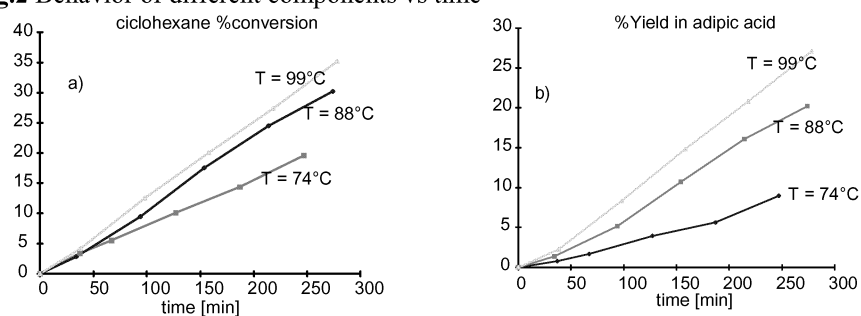 g.2 Behavior of different components vs time
ciclohexane %conversion
40
35
30
25
20
15
10
5
0
a)
T = 99°C
T = 88°C
T = 74°C
0 50 100 150 200 250 300
time [min]
%Yield in adipic acid
30
25
20
15
10
5
0
b)
T = 99°C
T = 88°C
T = 74°C
0 50 100 150 200 250 300
time [min]